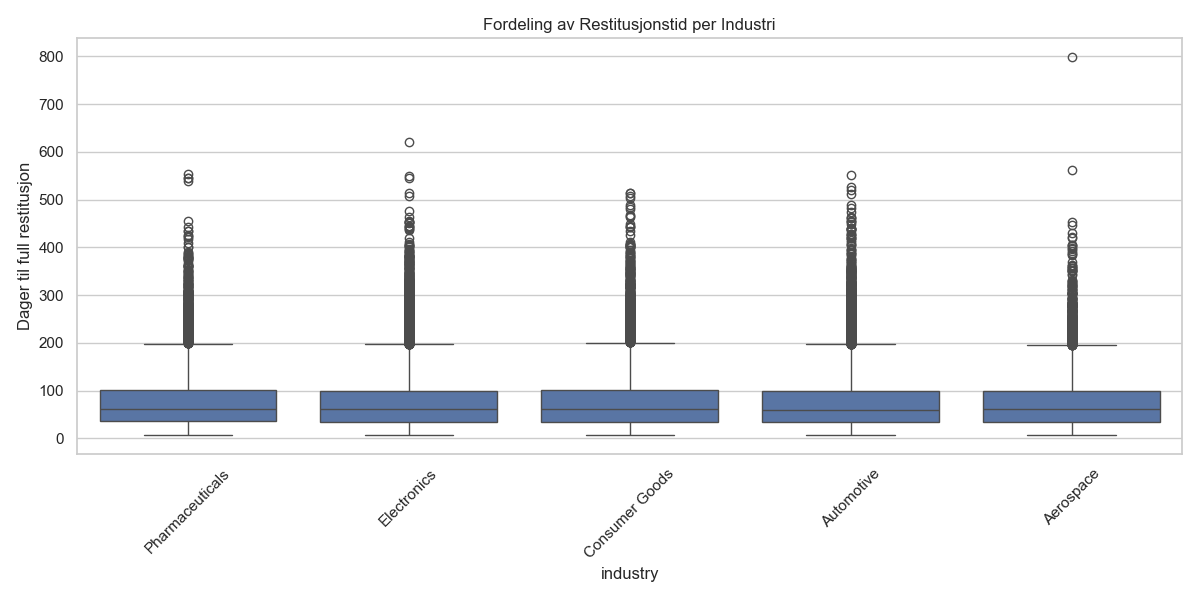 Fordeling av Restitusjonstid per Industri
Dager til full restitusjon
800
700
600
500
400
300
200
100
0
Pharmaceuticals
Electronics
Consumer Goods
Automotive
Aerospace
industry